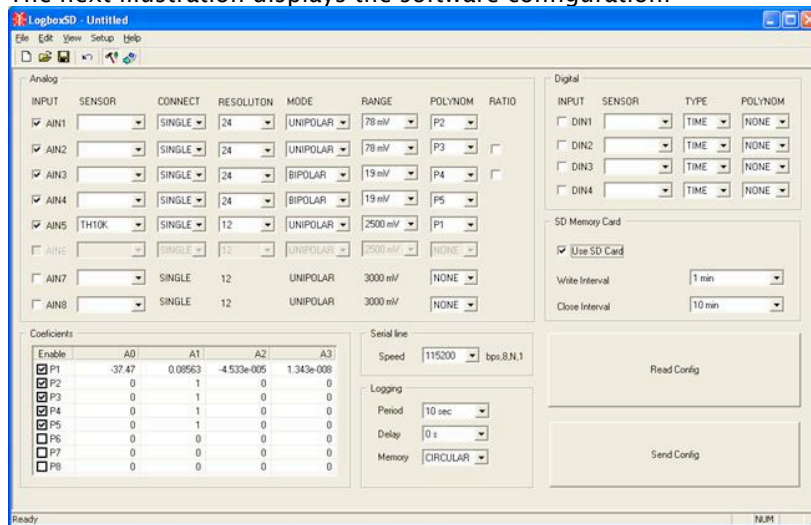 The next illustration displays the software configuration:
LogboxSD - Untitled
File Edit View Setup Help
Analog
INPUT SENSOR CONNECT RESOLUTON MODE RANGE POLYNOM RATIO
AIN1 SINGLE 24 UNIPOLAR 78 mV P2
AIN2 SINGLE 24 UNIPOLAR 78 mV P3
AIN3 SINGLE 24 BIPOLAR 19 mV P4
AIN4 SINGLE 24 BIPOLAR 19 mV P5
AIN5 TH10K SINGLE 12 UNIPOLAR 2500 mV P1
AIN6 SINGLE 12 UNIPOLAR 2500 mV NONE
AIN7 SINGLE 12 UNIPOLAR 3000 mV NONE
AIN8 SINGLE 12 UNIPOLAR 3000 mV NONE
Digital
INPUT SENSOR TYPE POLYNOM
DIN1 TIME NONE
DIN2 TIME NONE
DIN3 TIME NONE
DIN4 TIME NONE
SD Memory Card
Use SD Card
Write Interval 1 min
Close Interval 10 min
Coeficients
Enable A0 A1 A2 A3
P1 -37.47 0.08563 -4.533e-005 1.343e-008
P2 0 1 0 0
P3 0 1 0 0
P4 0 1 0 0
P5 0 1 0 0
P6 0 0 0 0
P7 0 0 0 0
P8 0 0 0 0
Serial line
Speed 115200 bps,8,N,1
Logging
Period 10 sec
Delay 0 s
Memory CIRCULAR
Read Config
Send Config
Ready NUM